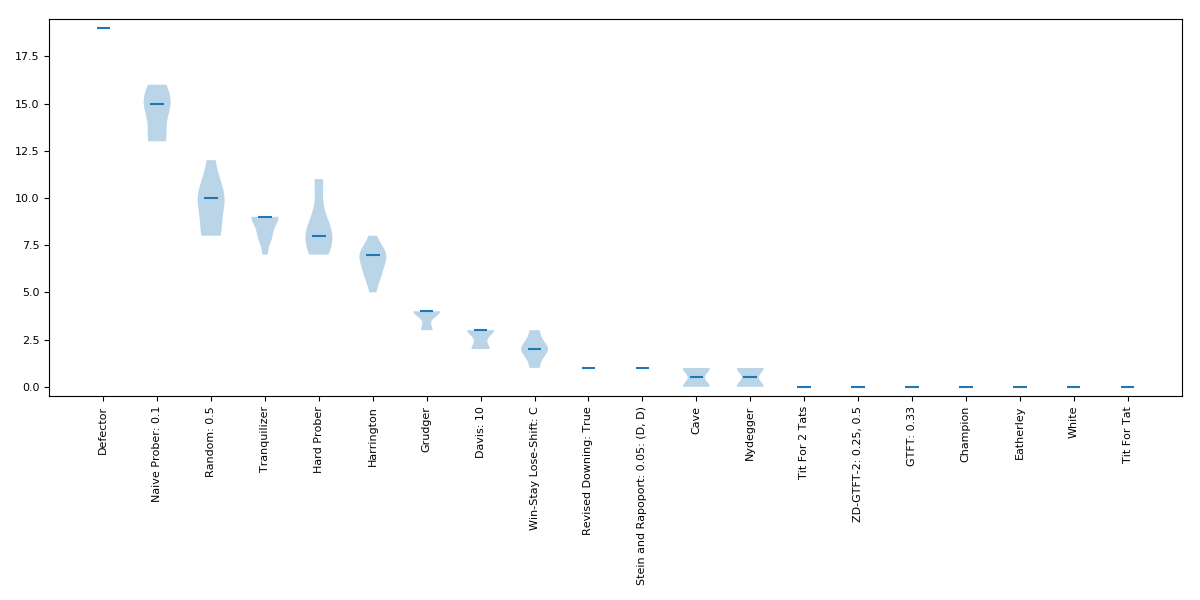 17.5
15.0
12.5
10.0
7.5
5.0
2.5
0.0
Defector
Naive Prober: 0.1
Random: 0.5
Tranquilizer
Hard Prober
Harrington
Grudger
Davis: 10
Win-Stay Lose-Shift: C
Revised Downing: True
Stein and Rapoport: 0.05: (D, D)
Cave
Nydegger
Tit For 2 Tats
ZD-GTFT-2: 0.25, 0.5
GTFT: 0.33
Champion
Eatherley
White
Tit For Tat